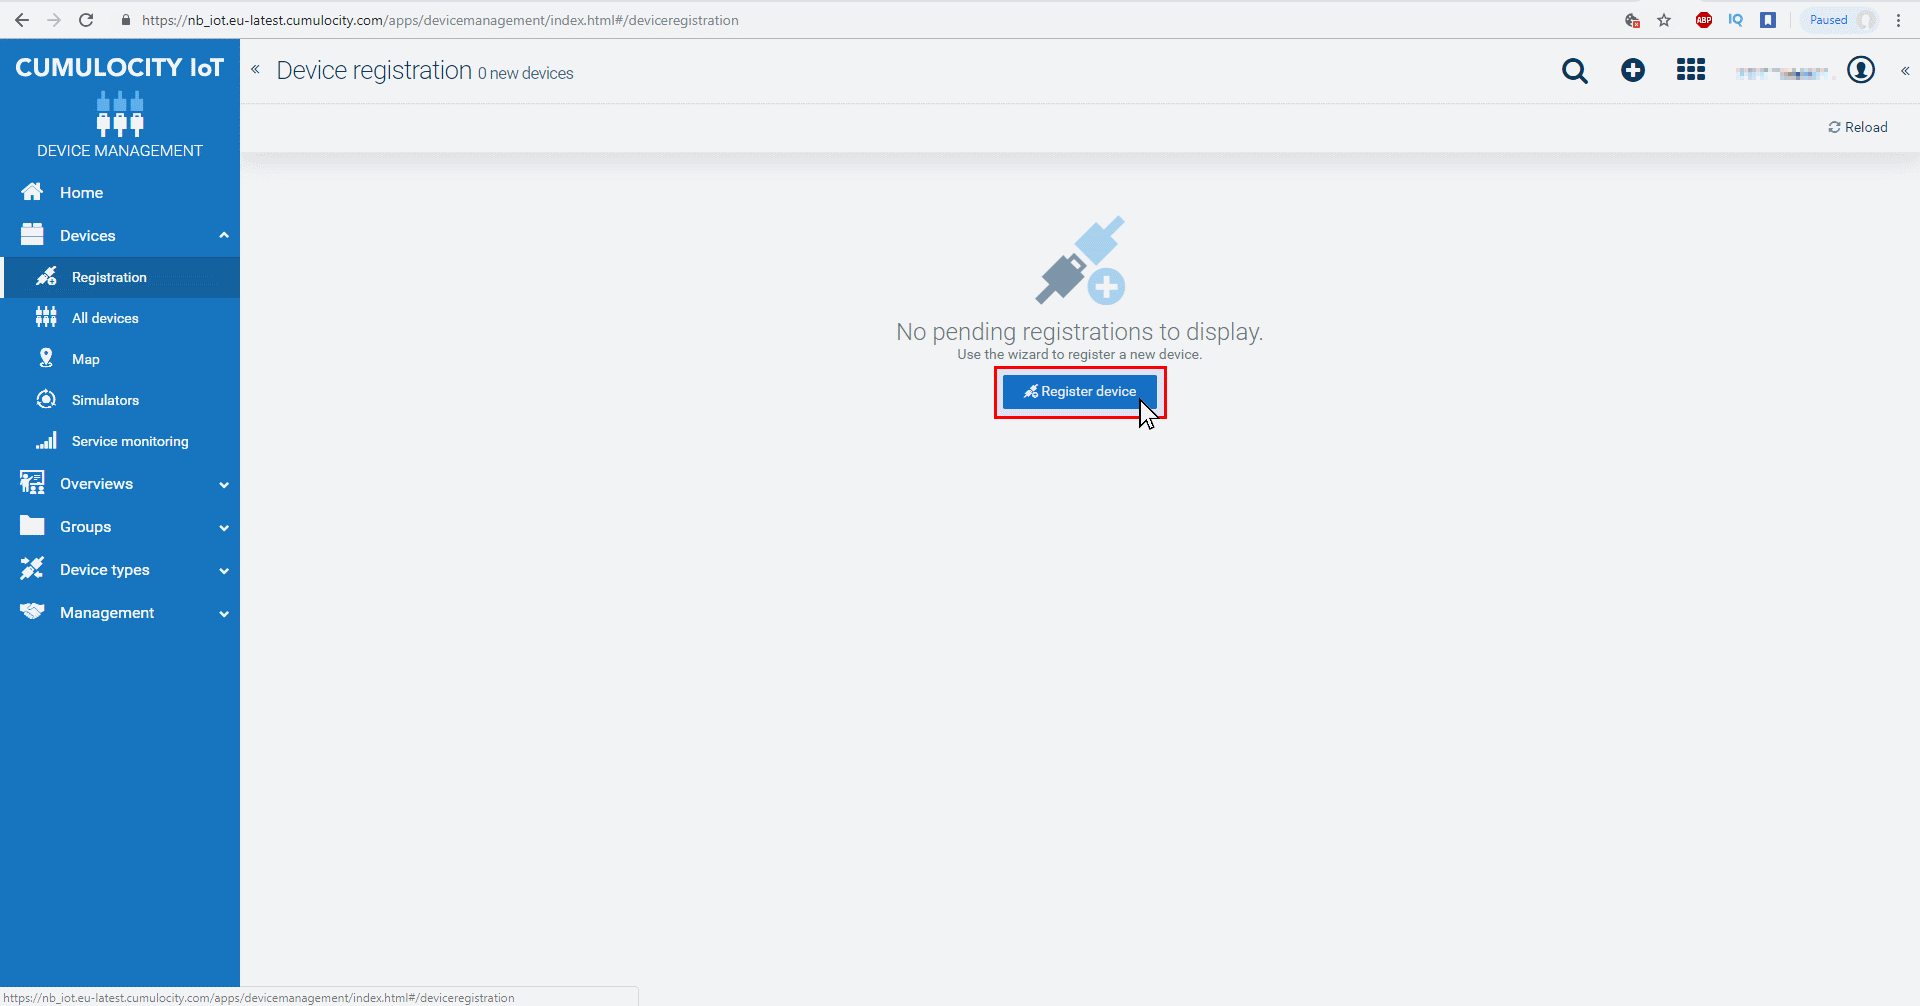 https://nb_iot.eu-latest.cumulocity.com/apps/devicemanagement/index.html#/deviceregistration
ABP
IQ
Paused
CUMULOCITY IoT
DEVICE MANAGEMENT
« Device registration 0 new devices
«
Reload
Home
Devices
Registration
All devices
Map
Simulators
Service monitoring
Overviews
Groups
Device types
Management
No pending registrations to display.
Use the wizard to register a new device.
Register device
https://nb_iot.eu-latest.cumulocity.com/apps/devicemanagement/index.html#/deviceregistration